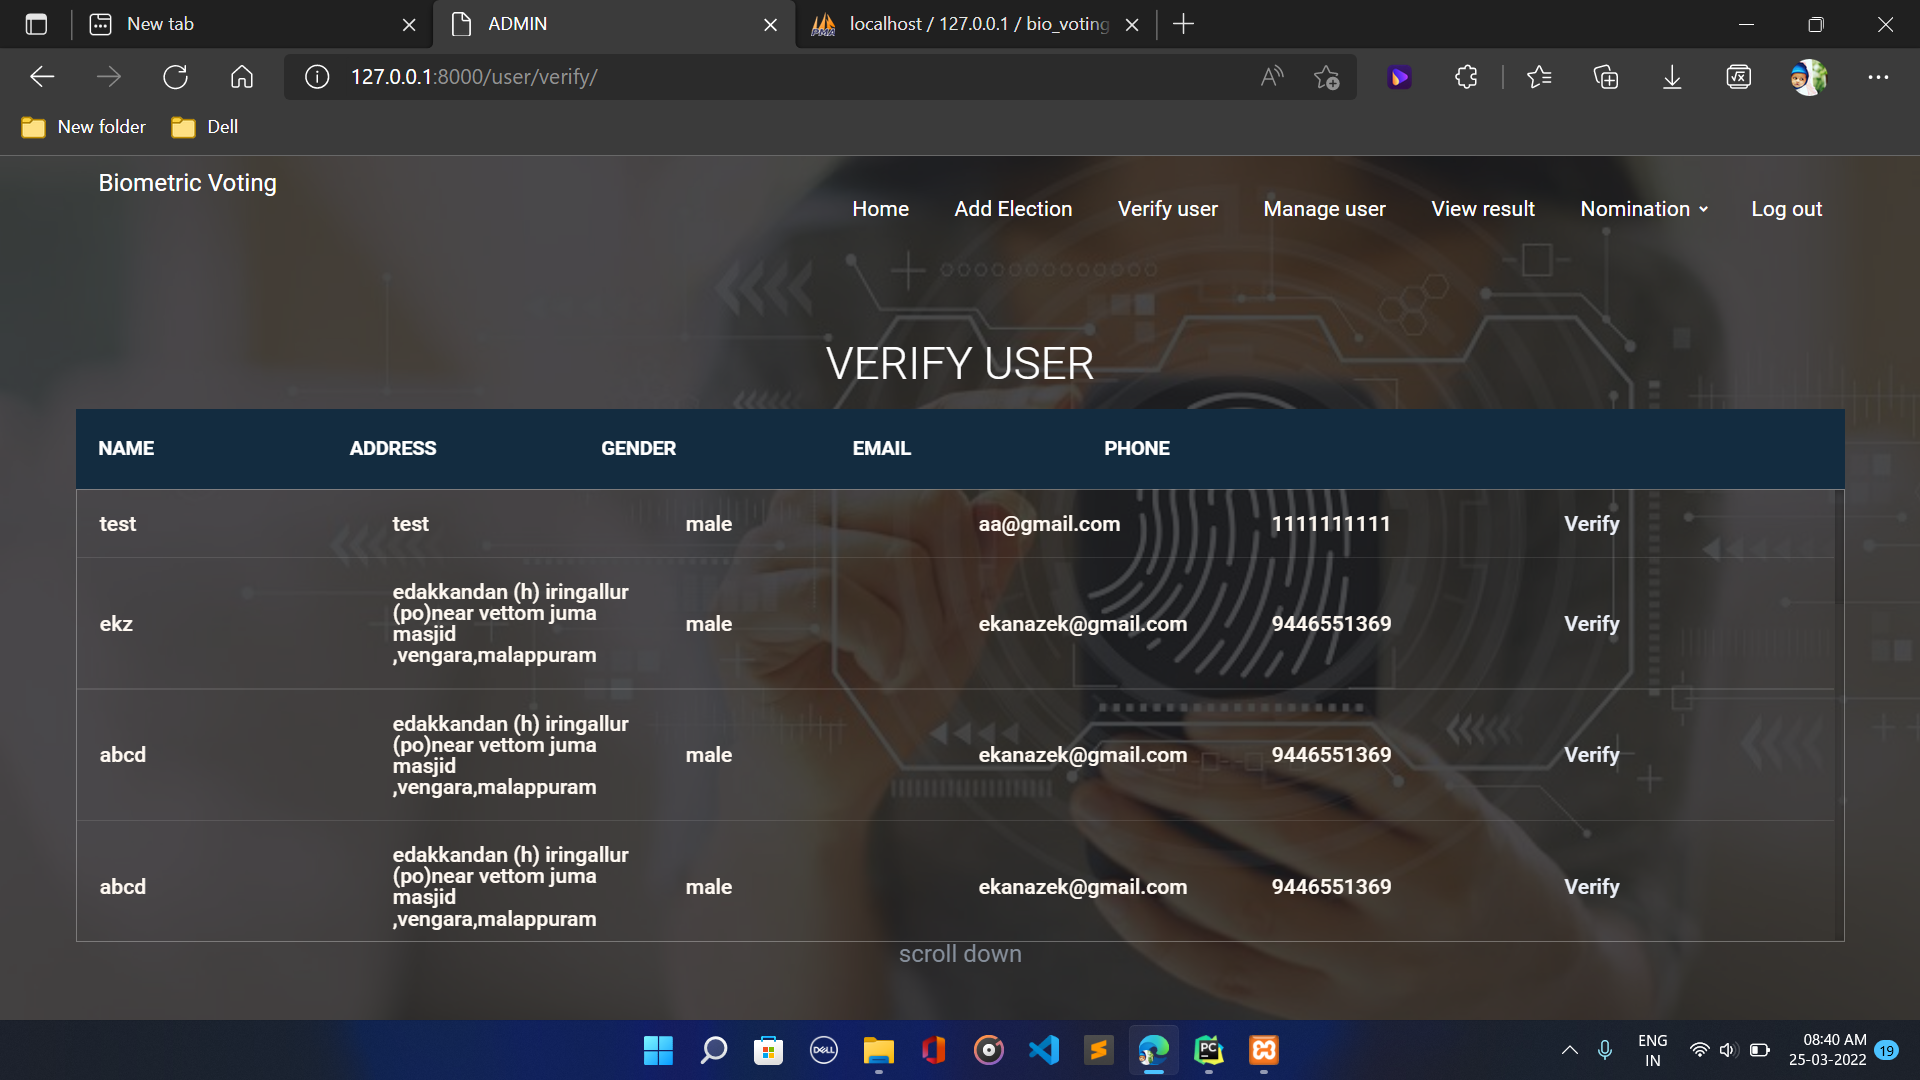 New tab
ADMIN
localhost / 127.0.0.1 / bio_voting
127.0.0.1:8000/user/verify/
New folder
Dell
Biometric Voting
Home Add Election Verify user Manage user View result Nomination Log out
VERIFY USER
NAME ADDRESS GENDER EMAIL PHONE
test test male aa@gmail.com 1111111111 Verify
edakkandan (h) iringallur
(po)near vettom juma
ekz male ekanazek@gmail.com 9446551369 Verify
masjid
,vengara,malappuram
edakkandan (h) iringallur
(po)near vettom juma
abcd male ekanazek@gmail.com 9446551369 Verify
masjid
,vengara,malappuram
edakkandan (h) iringallur
(po)near vettom juma
abcd male ekanazek@gmail.com 9446551369 Verify
masjid
,vengara,malappuram
scroll down
DELL
PC
ENG
IN
08:40 AM
25-03-2022
19